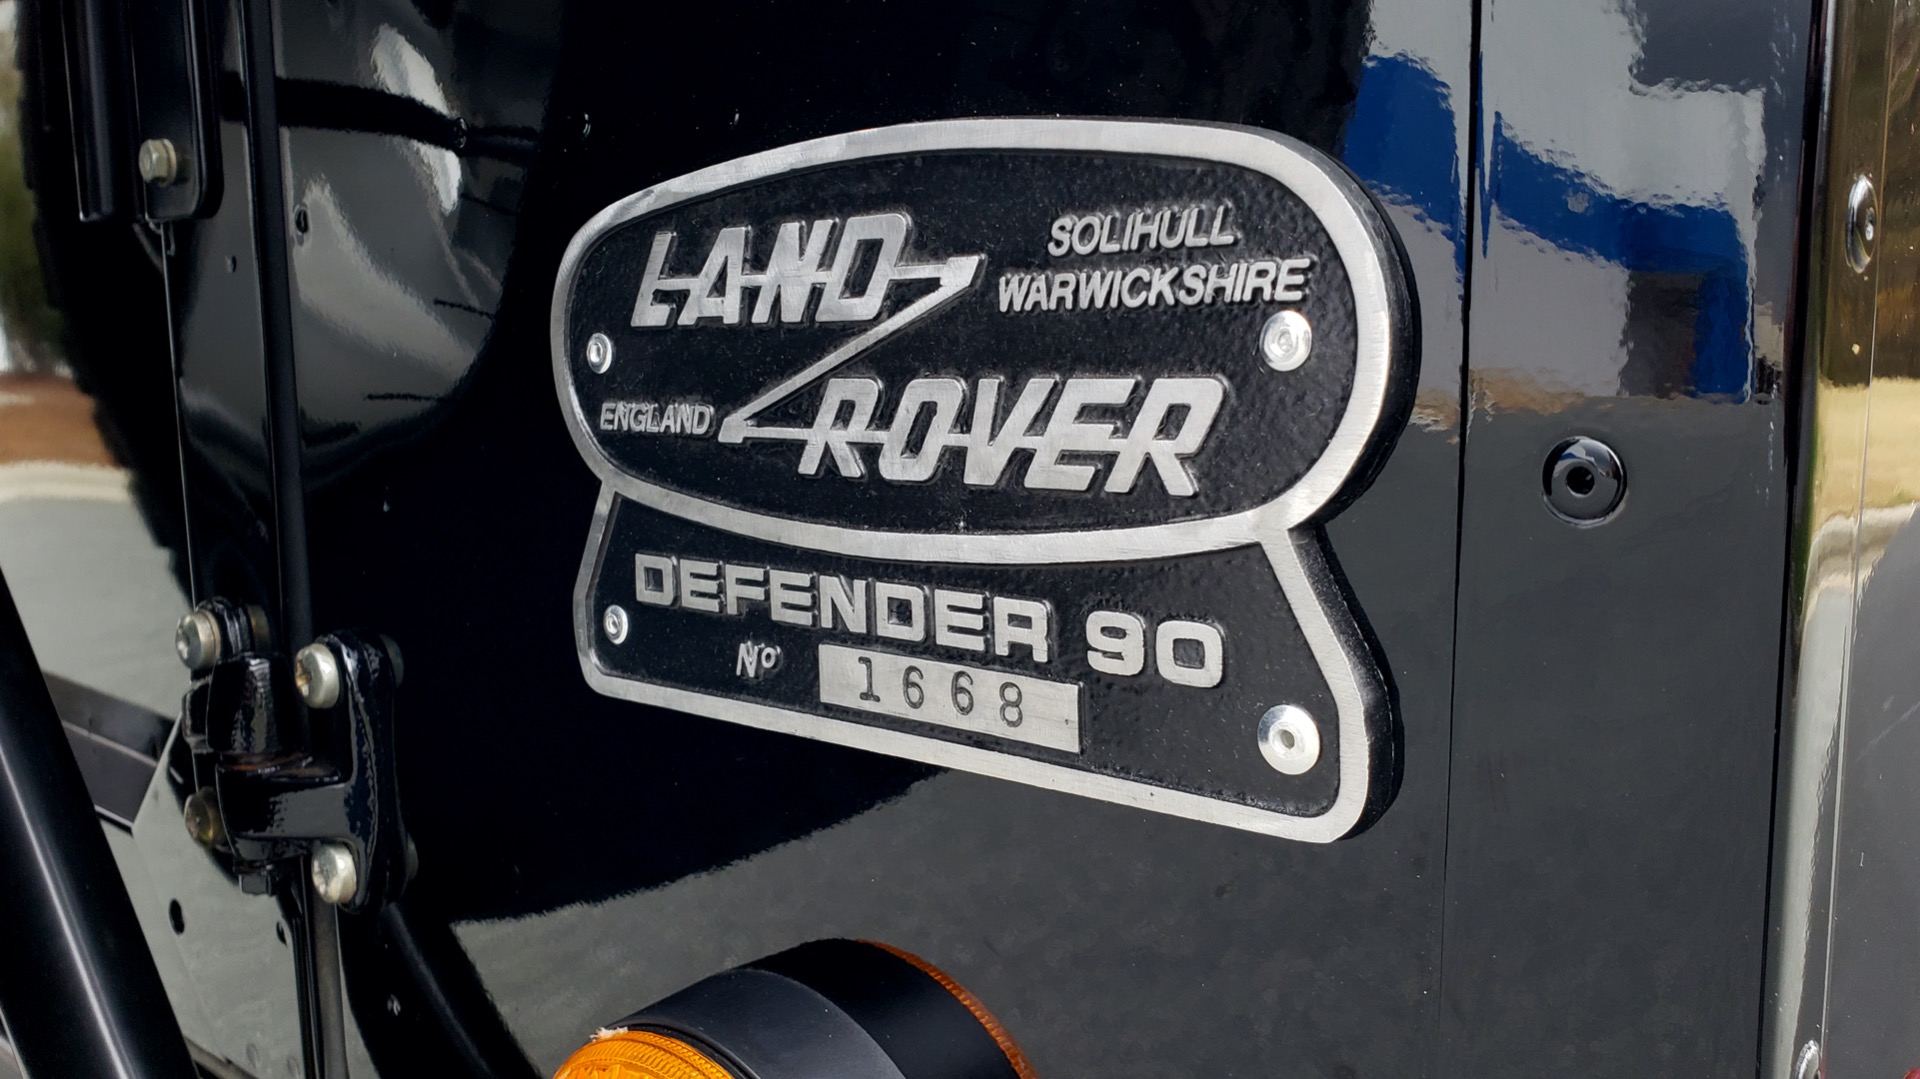 LAND
SOLIHULL
WARWICKSHIRE
ENGLAND
ROVER
DEFENDER 90
No 1668